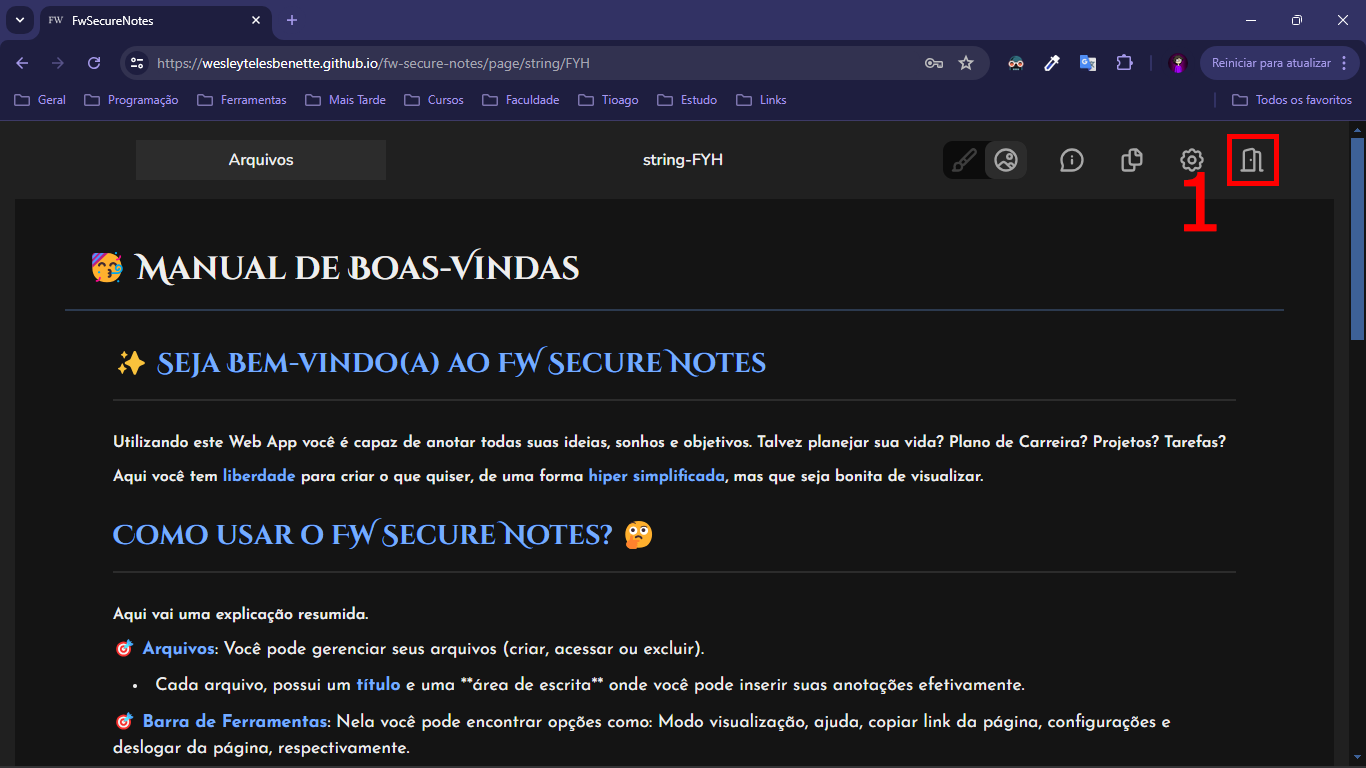 FW FwSecureNotes
https://wesleytelesbenette.github.io/fw-secure-notes/page/string/FYH
Reiniciar para atualizar
Geral Programação Ferramentas Mais Tarde Cursos Faculdade Tioago Estudo Links Todos os favoritos
Arquivos string-FYH
1
🥳 Manual de Boas-Vindas
✨ Seja Bem-vindo(a) ao FW Secure Notes
Utilizando este Web App você é capaz de anotar todas suas ideias, sonhos e objetivos. Talvez planejar sua vida? Plano de Carreira? Projetos? Tarefas?
Aqui você tem liberdade para criar o que quiser, de uma forma hiper simplificada, mas que seja bonita de visualizar.
Como usar o FW Secure Notes? 🤔
Aqui vai uma explicação resumida.
🎯 Arquivos: Você pode gerenciar seus arquivos (criar, acessar ou excluir).
• Cada arquivo, possui um título e uma **área de escrita** onde você pode inserir suas anotações efetivamente.
🎯 Barra de Ferramentas: Nela você pode encontrar opções como: Modo visualização, ajuda, copiar link da página, configurações e
deslogar da página, respectivamente.